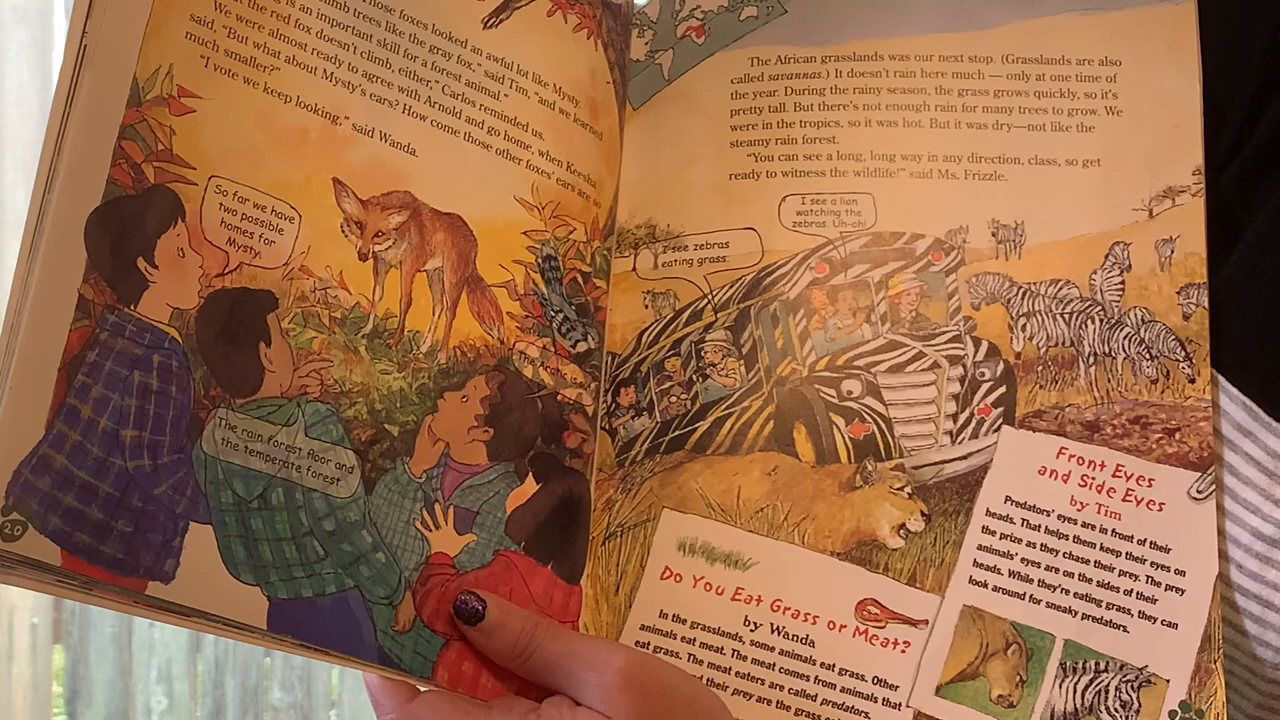 Those foxes looked an awful lot like Mysty.
climb trees like the gray fox," said Tim, "and we learned
is an important skill for a forest animal."
the red fox doesn't climb, either," Carlos reminded us.
We were almost ready to agree with Arnold and go home, when Keesha
said, "But what about Mysty's ears? How come those other foxes' ears are so
much smaller?"
"I vote we keep looking," said Wanda.
So far we have
two possible
homes for
Mysty.
The rain forest floor and
the temperate forest.
The Arctic
20
The African grasslands was our next stop. (Grasslands are also
called savannas.) It doesn't rain here much — only at one time of
the year. During the rainy season, the grass grows quickly, so it's
pretty tall. But there's not enough rain for many trees to grow. We
were in the tropics, so it was hot. But it was dry—not like the
steamy rain forest.
"You can see a long, long way in any direction, class, so get
ready to witness the wildlife!" said Ms. Frizzle.
I see a lion
watching the
zebras. Uh-oh!
I see zebras
eating grass.
Do You Eat Grass or Meat?
by Wanda
In the grasslands, some animals eat grass. Other
animals eat meat. The meat comes from animals that
eat grass. The meat eaters are called predators,
and their prey are the grass
Front Eyes
and Side Eyes
by Tim
Predators' eyes are in front of their
heads. That helps them keep their eyes on
the prize as they chase their prey. The prey
animals' eyes are on the sides of their
heads. While they're eating grass, they can
look around for sneaky predators.